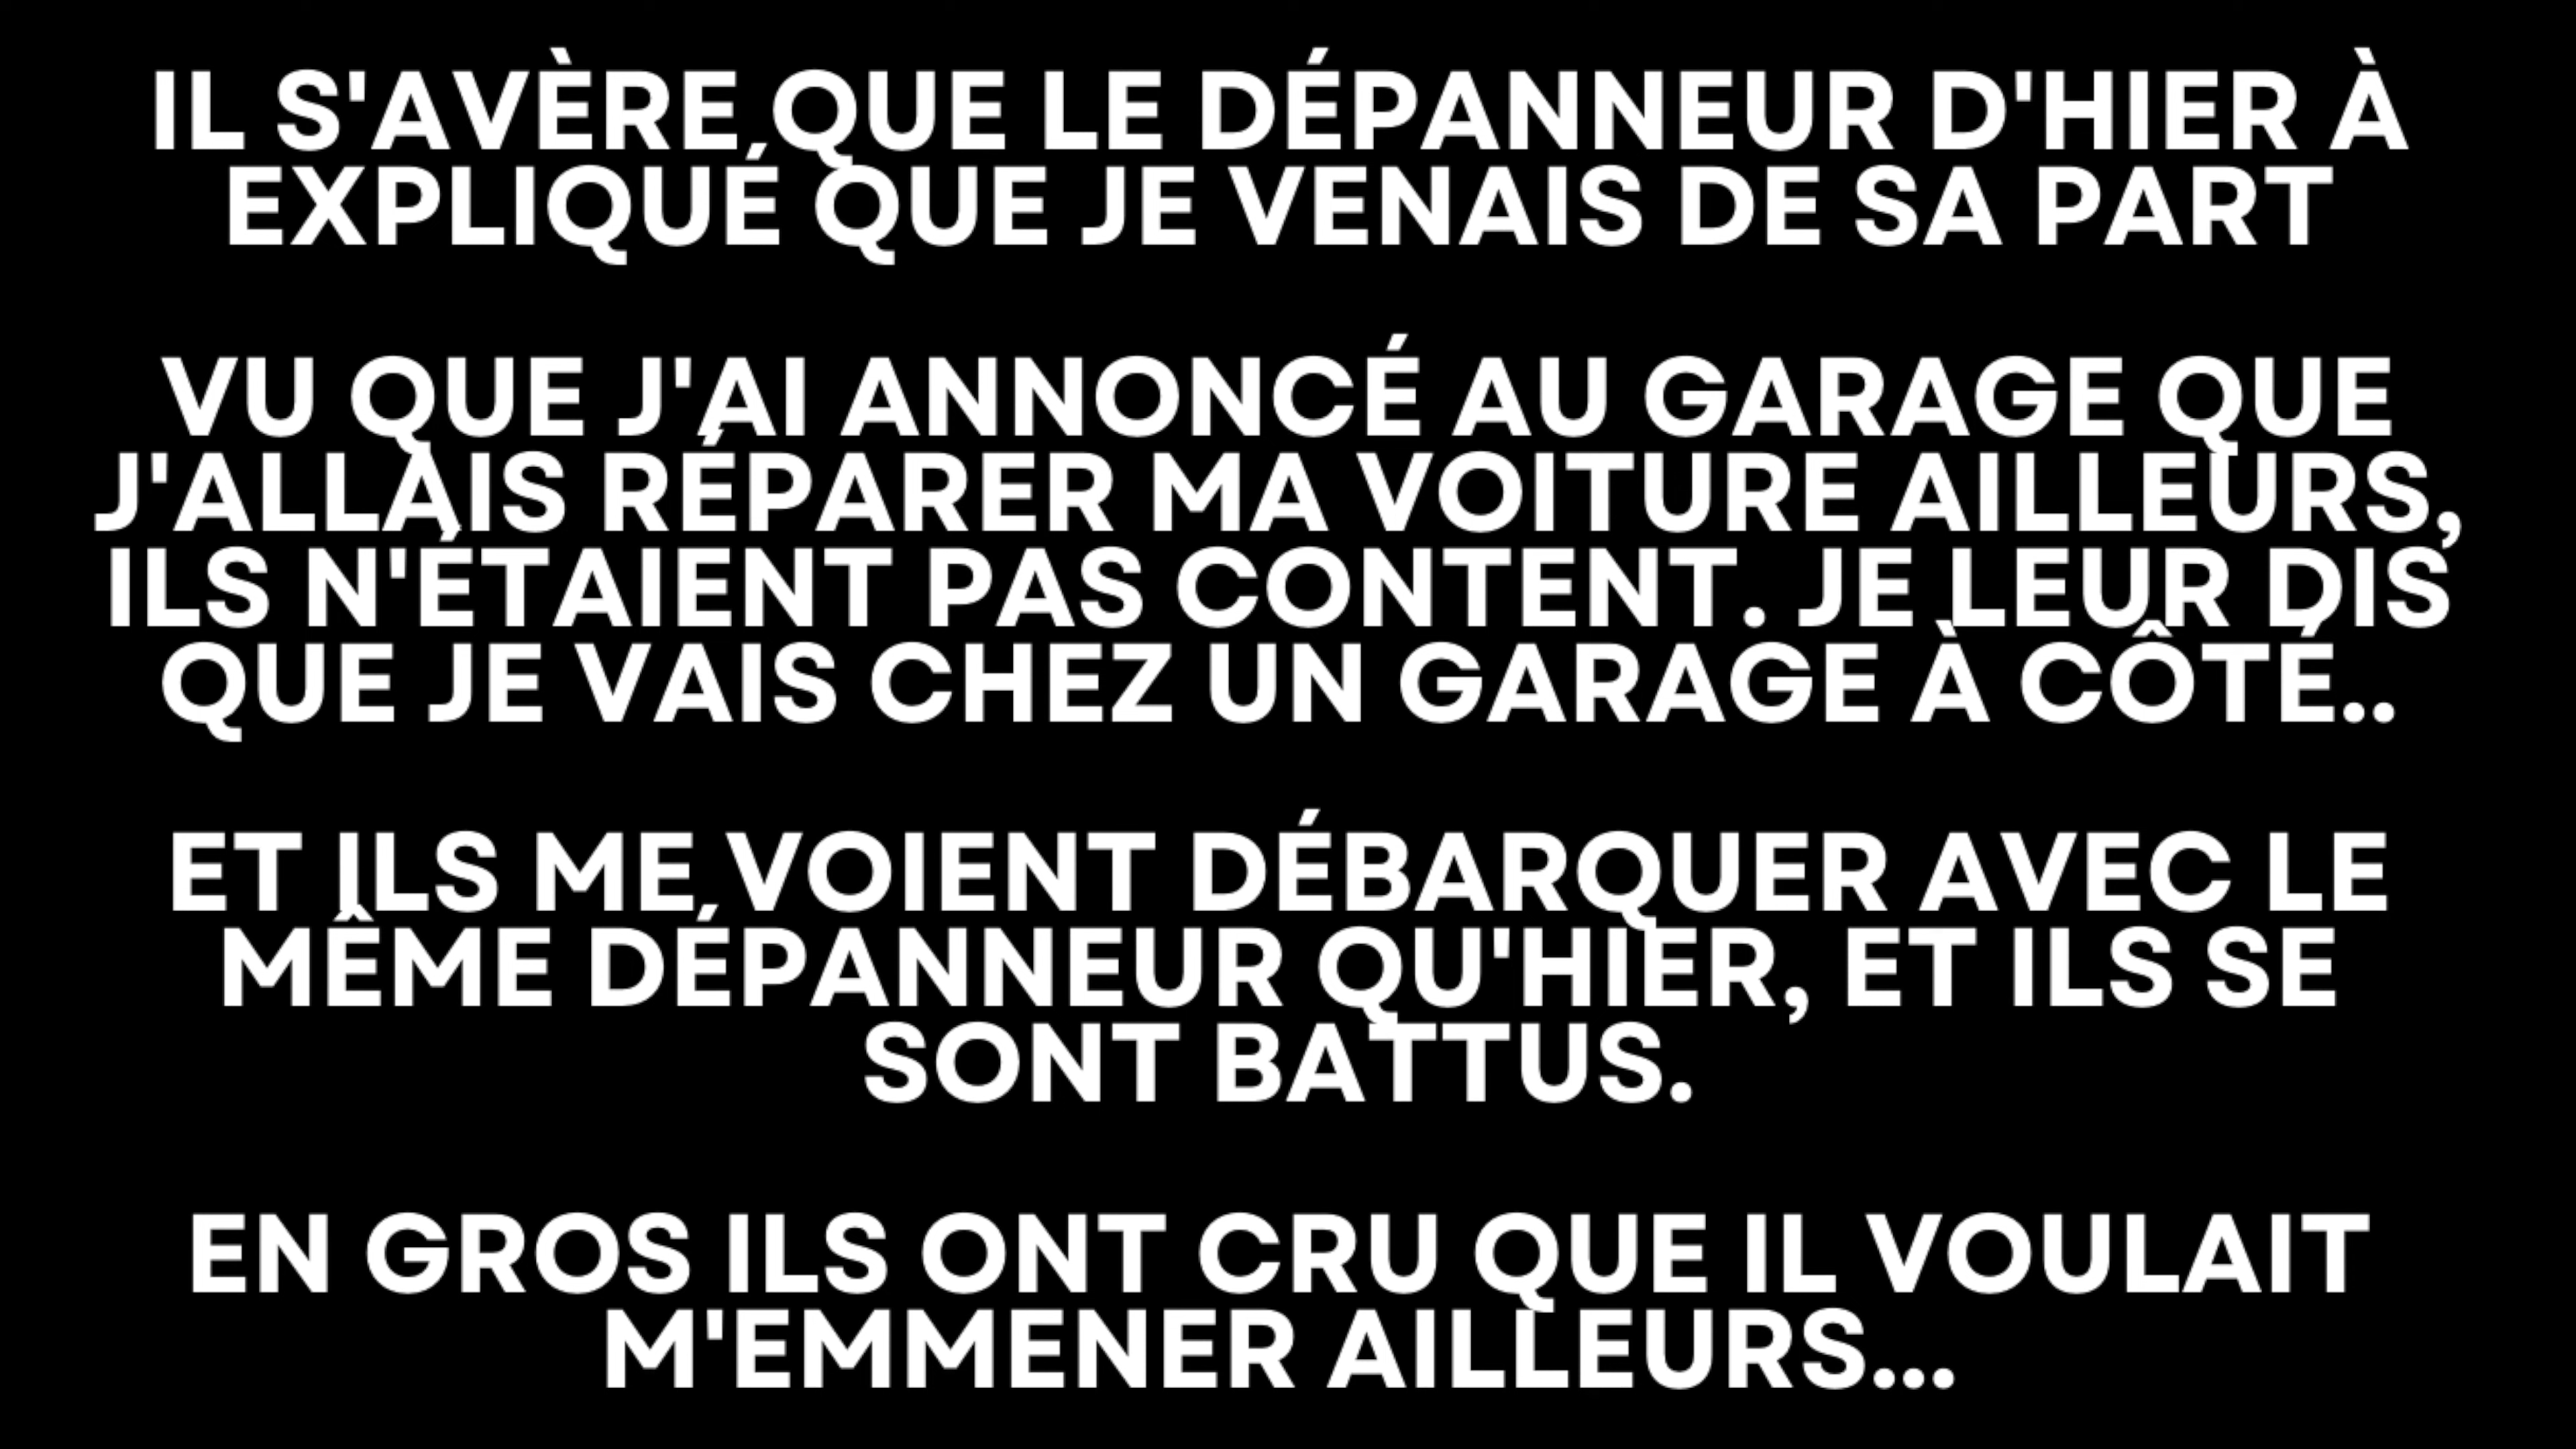 IL S'AVÈRE QUE LE DÉPANNEUR D'HIER À
EXPLIQUÉ QUE JE VENAIS DE SA PART
VU QUE J'AI ANNONCÉ AU GARAGE QUE
J'ALLAIS RÉPARER MA VOITURE AILLEURS,
ILS N'ÉTAIENT PAS CONTENT. JE LEUR DIS
QUE JE VAIS CHEZ UN GARAGE À CÔTÉ..
ET ILS ME VOIENT DÉBARQUER AVEC LE
MÊME DÉPANNEUR QU'HIER, ET ILS SE
SONT BATTUS.
EN GROS ILS ONT CRU QUE IL VOULAIT
M'EMMENER AILLEURS...